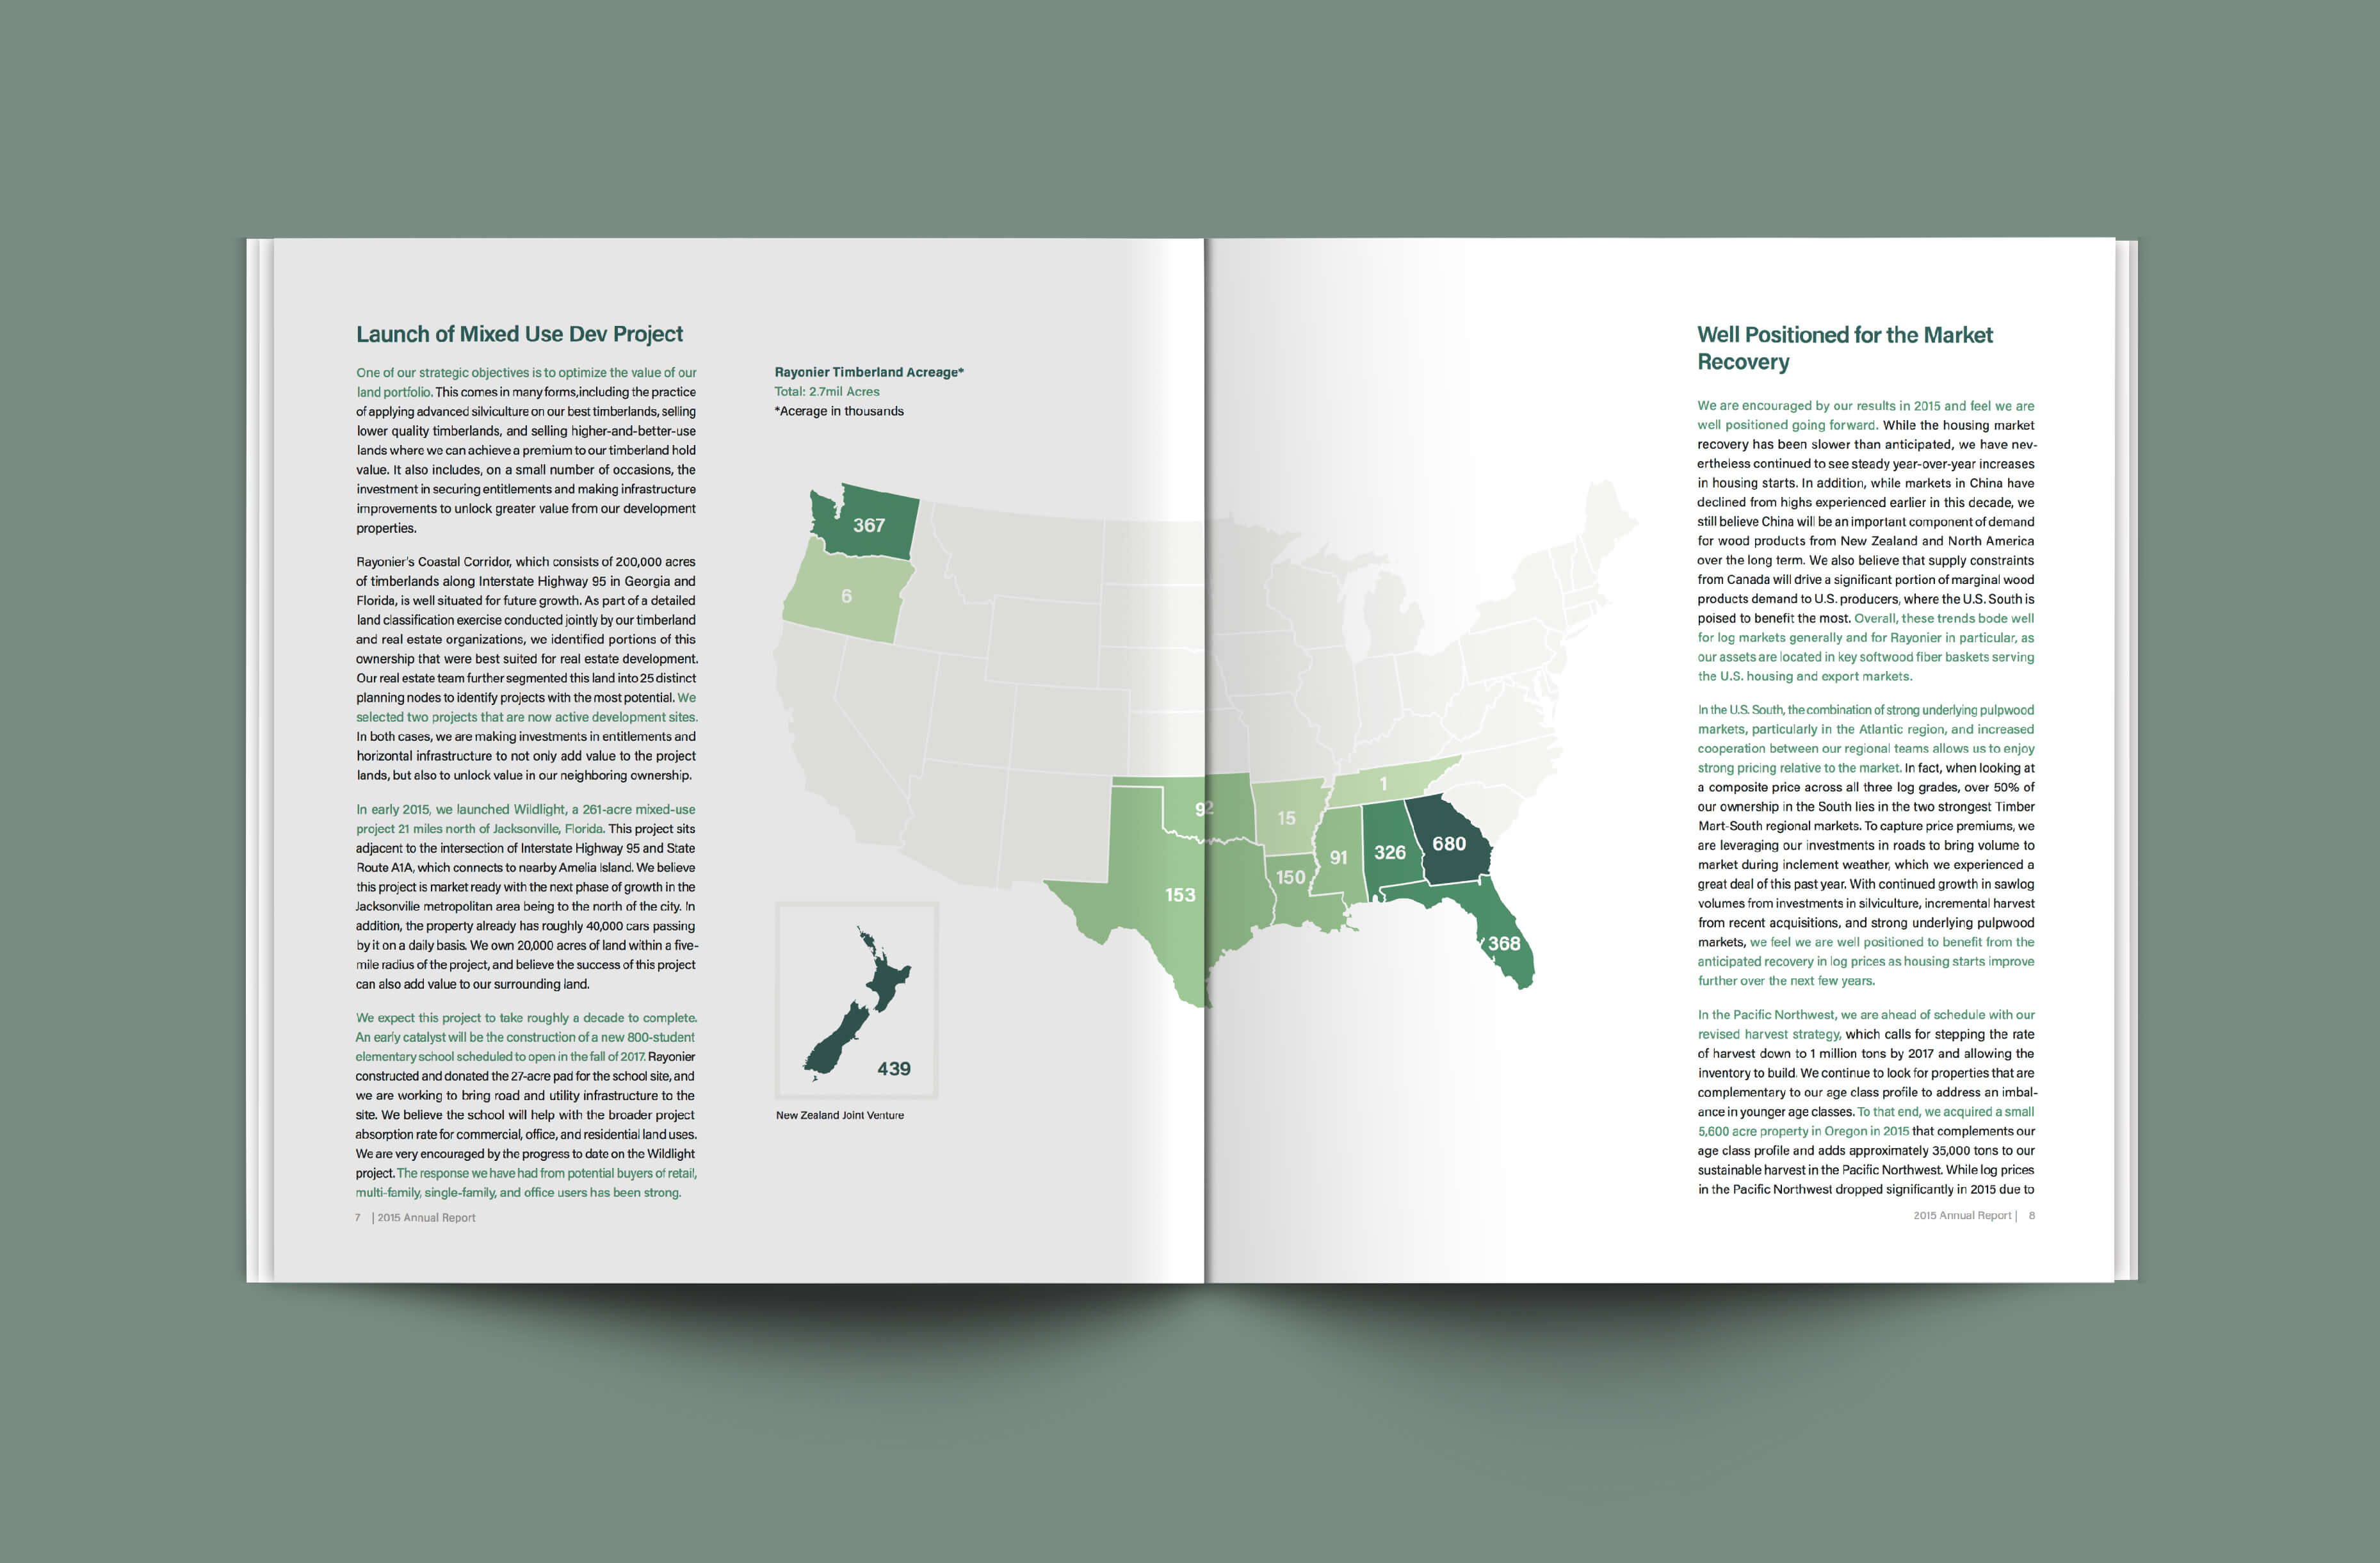 Launch of Mixed Use Dev Project
One of our strategic objectives is to optimize the value of our
land portfolio. This comes in many forms,including the practice
of applying advanced silviculture on our best timberlands, selling
lower quality timberlands, and selling higher-and-better-use
lands where we can achieve a premium to our timberland hold
value. It also includes, on a small number of occasions, the
investment in securing entitlements and making infrastructure
improvements to unlock greater value from our development
properties.
Rayonier's Coastal Corridor, which consists of 200,000 acres
of timberlands along Interstate Highway 95 in Georgia and
Florida, is well situated for future growth. As part of a detailed
land classification exercise conducted jointly by our timberland
and real estate organizations, we identified portions of this
ownership that were best suited for real estate development.
Our real estate team further segmented this land into 25 distinct
planning nodes to identify projects with the most potential. We
selected two projects that are now active development sites.
In both cases, we are making investments in entitlements and
horizontal infrastructure to not only add value to the project
lands, but also to unlock value in our neighboring ownership.
In early 2015, we launched Wildlight, a 261-acre mixed-use
project 21 miles north of Jacksonville, Florida. This project sits
adjacent to the intersection of Interstate Highway 95 and State
Route A1A, which connects to nearby Amelia Island. We believe
this project is market ready with the next phase of growth in the
Jacksonville metropolitan area being to the north of the city. In
addition, the property already has roughly 40,000 cars passing
by it on a daily basis. We own 20,000 acres of land within a five-
mile radius of the project, and believe the success of this project
can also add value to our surrounding land.
We expect this project to take roughly a decade to complete.
An early catalyst will be the construction of a new 800-student
elementary school scheduled to open in the fall of 2017. Rayonier
constructed and donated the 27-acre pad for the school site, and
we are working to bring road and utility infrastructure to the
site. We believe the school will help with the broader project
absorption rate for commercial, office, and residential land uses.
We are very encouraged by the progress to date on the Wildlight
project. The response we have had from potential buyers of retail,
multi-family, single-family, and office users has been strong.
7 | 2015 Annual Report
Rayonier Timberland Acreage*
Total: 2.7mil Acres
*Acerage in thousands
367
6
92
15
1
153
150
91
326
680
368
439
New Zealand Joint Venture
Well Positioned for the Market
Recovery
We are encouraged by our results in 2015 and feel we are
well positioned going forward. While the housing market
recovery has been slower than anticipated, we have nev-
ertheless continued to see steady year-over-year increases
in housing starts. In addition, while markets in China have
declined from highs experienced earlier in this decade, we
still believe China will be an important component of demand
for wood products from New Zealand and North America
over the long term. We also believe that supply constraints
from Canada will drive a significant portion of marginal wood
products demand to U.S. producers, where the U.S. South is
poised to benefit the most. Overall, these trends bode well
for log markets generally and for Rayonier in particular, as
our assets are located in key softwood fiber baskets serving
the U.S. housing and export markets.
In the U.S. South, the combination of strong underlying pulpwood
markets, particularly in the Atlantic region, and increased
cooperation between our regional teams allows us to enjoy
strong pricing relative to the market. In fact, when looking at
a composite price across all three log grades, over 50% of
our ownership in the South lies in the two strongest Timber
Mart-South regional markets. To capture price premiums, we
are leveraging our investments in roads to bring volume to
market during inclement weather, which we experienced a
great deal of this past year. With continued growth in sawlog
volumes from investments in silviculture, incremental harvest
from recent acquisitions, and strong underlying pulpwood
markets, we feel we are well positioned to benefit from the
anticipated recovery in log prices as housing starts improve
further over the next few years.
In the Pacific Northwest, we are ahead of schedule with our
revised harvest strategy, which calls for stepping the rate
of harvest down to 1 million tons by 2017 and allowing the
inventory to build. We continue to look for properties that are
complementary to our age class profile to address an imbal-
ance in younger age classes. To that end, we acquired a small
5,600 acre property in Oregon in 2015 that complements our
age class profile and adds approximately 35,000 tons to our
sustainable harvest in the Pacific Northwest. While log prices
in the Pacific Northwest dropped significantly in 2015 due to
2015 Annual Report | 8